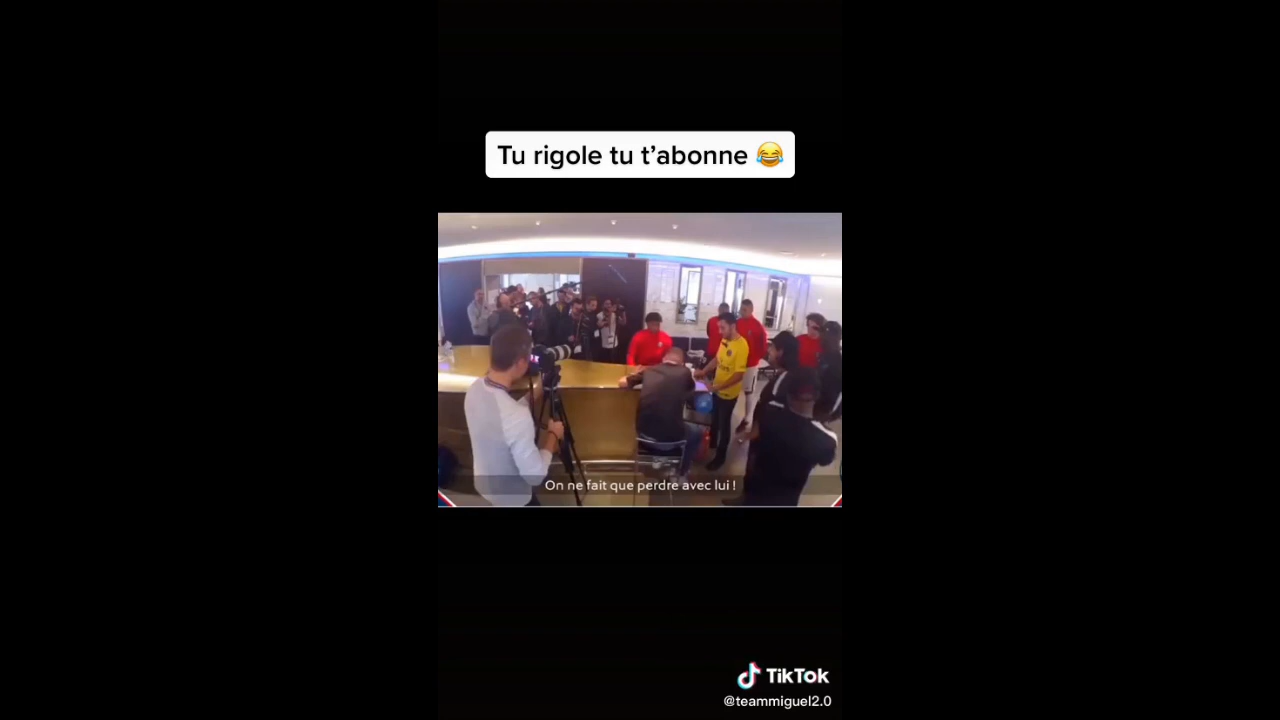 Tu rigole tu t’abonne 😂
On ne fait que perdre avec lui !
TikTok
@teammiguel2.0